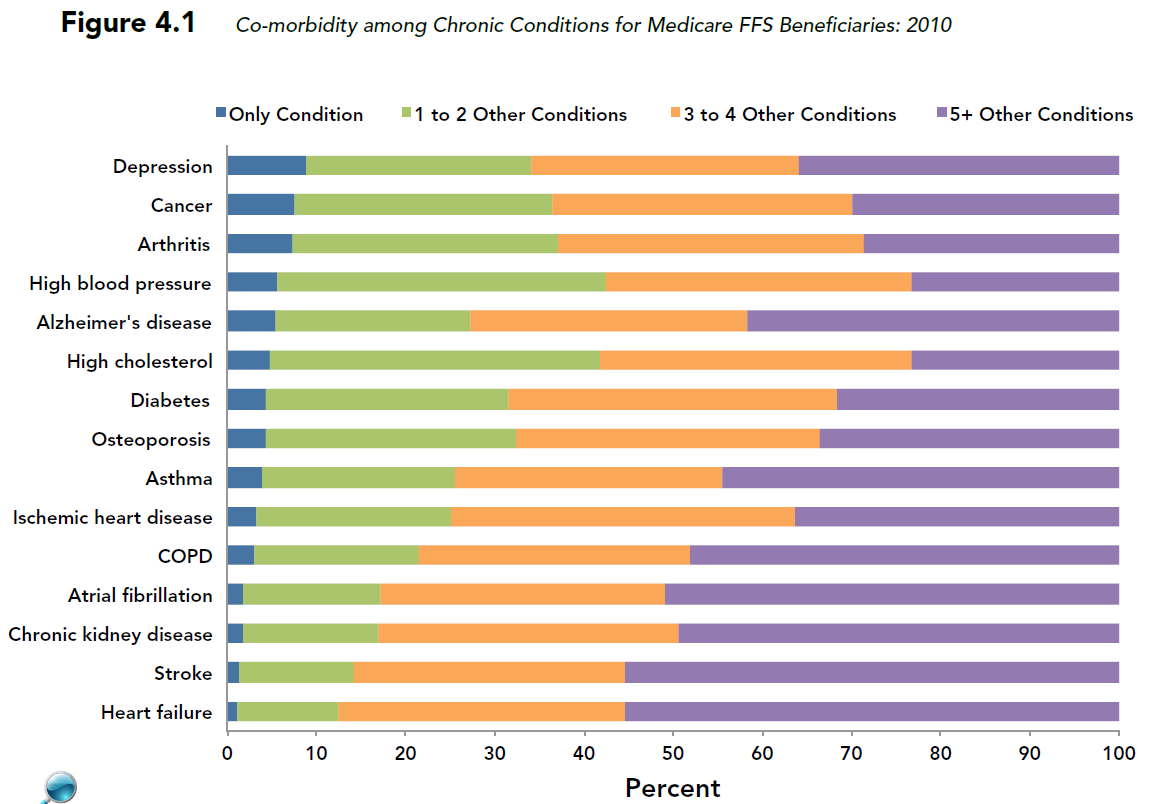 Figure 4.1 Co-morbidity among Chronic Conditions for Medicare FFS Beneficiaries: 2010
Only Condition 1 to 2 Other Conditions 3 to 4 Other Conditions 5+ Other Conditions
Depression
Cancer
Arthritis
High blood pressure
Alzheimer's disease
High cholesterol
Diabetes
Osteoporosis
Asthma
Ischemic heart disease
COPD
Atrial fibrillation
Chronic kidney disease
Stroke
Heart failure
0 10 20 30 40 50 60 70 80 90 100
Percent